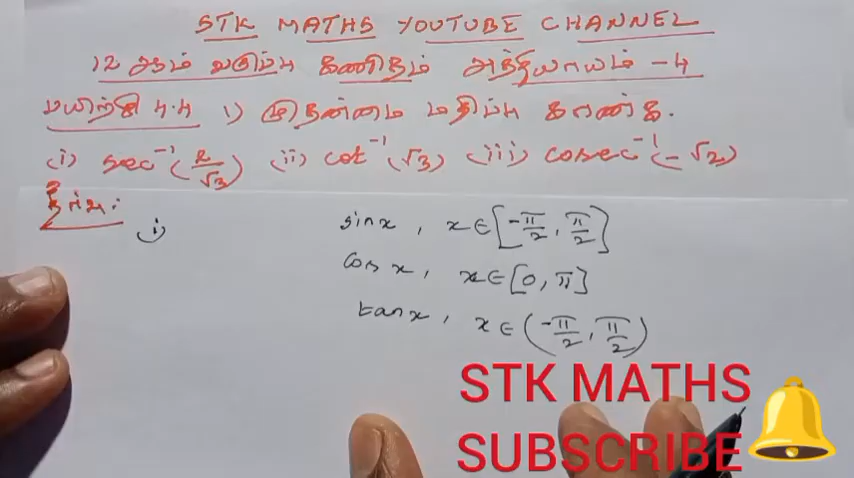 STK MATHS YOUTUBE CHANNEL
12 ஆம் வகுப்பு கணிதம் அத்தியாயம் - 4
பயிற்சி 4.4 1) முதன்மை மதிப்பு காண்க.
(i) sec⁻¹(2/√3) (ii) cot⁻¹(√3) (iii) cosec⁻¹(-√2)
தீர்வு:
i)
sinx, x∈[-π/2, π/2]
cos x, x∈[0, π]
tanx, x∈(-π/2, π/2)
STK MATHS
SUBSCRIBE